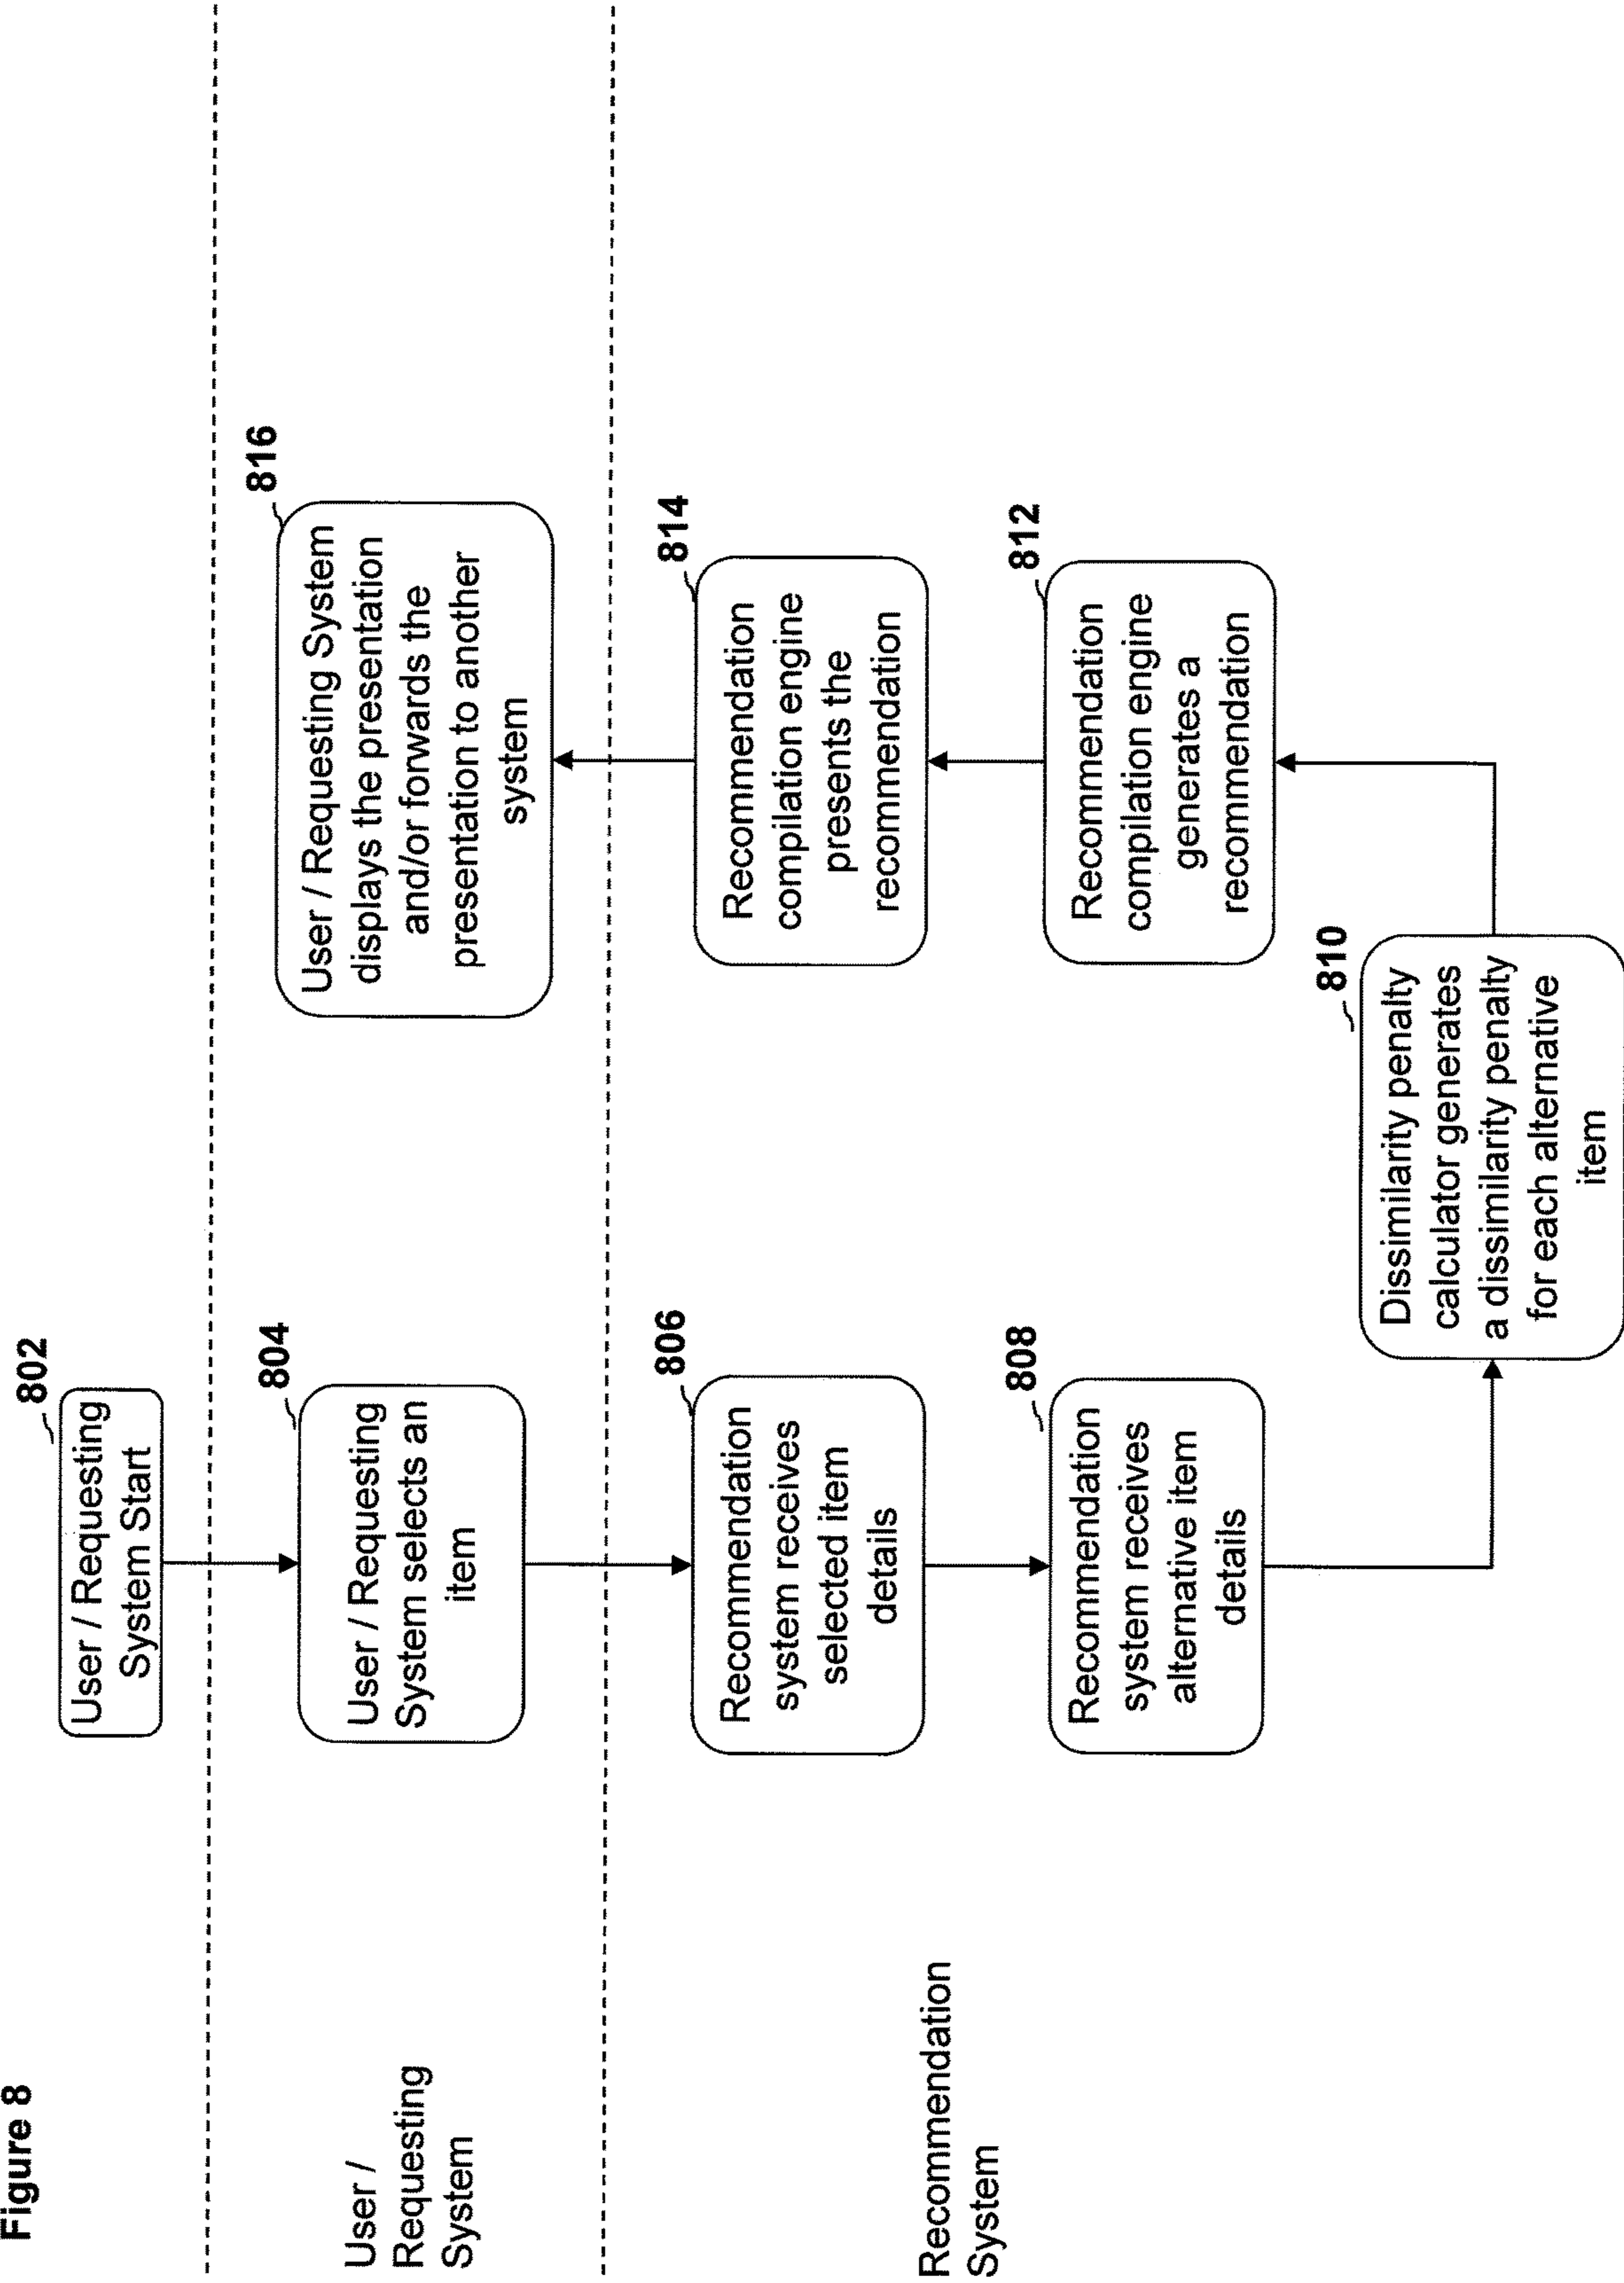 Figure 8
802
User / Requesting
System Start
User /
Requesting
System
804
User / Requesting
System selects an
item
816
User / Requesting System
displays the presentation
and/or forwards the
presentation to another
system
Recommendation
System
806
Recommendation
system receives
selected item
details
808
Recommendation
system receives
alternative item
details
810
Dissimilarity penalty
calculator generates
a dissimilarity penalty
for each alternative
item
812
Recommendation
compilation engine
generates a
recommendation
814
Recommendation
compilation engine
presents the
recommendation